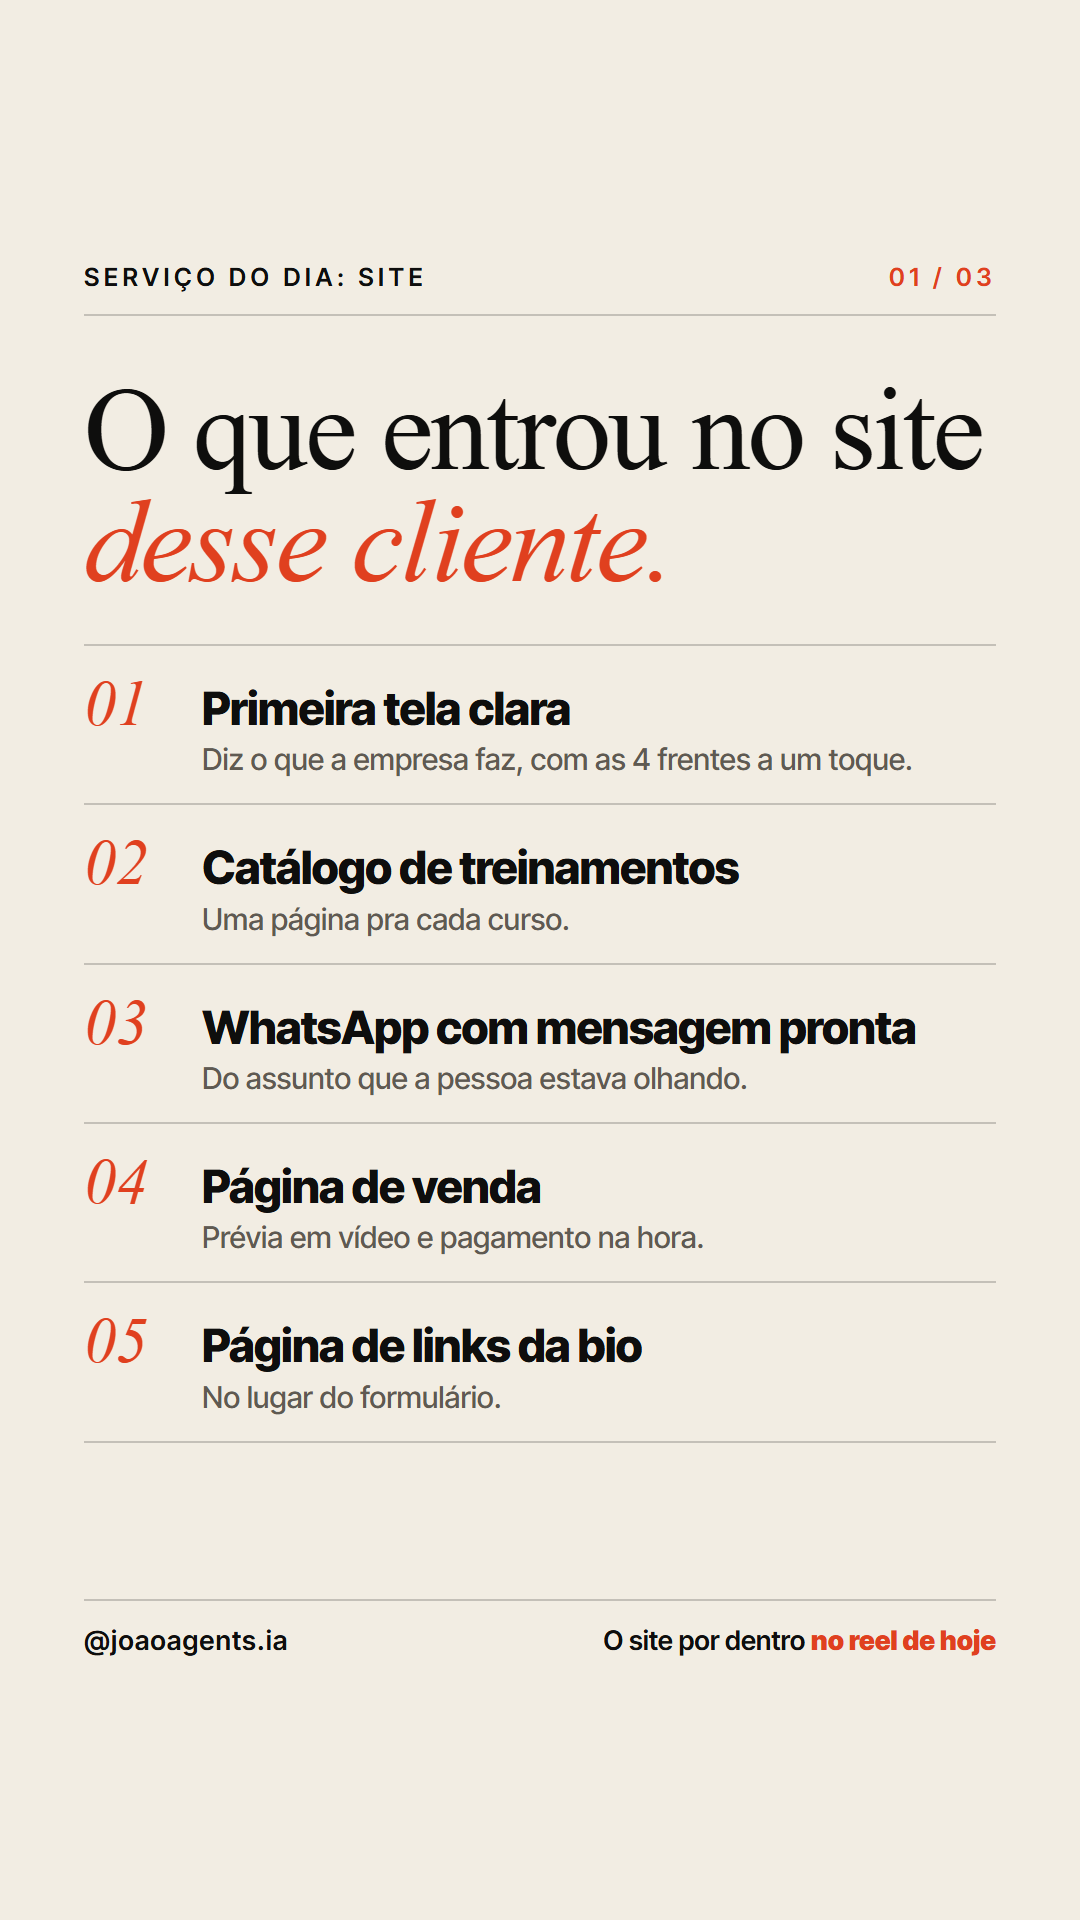 SERVIÇO DO DIA: SITE
01 / 03
O que entrou no site
desse cliente.
01
Primeira tela clara
Diz o que a empresa faz, com as 4 frentes a um toque.
02
Catálogo de treinamentos
Uma página pra cada curso.
03
WhatsApp com mensagem pronta
Do assunto que a pessoa estava olhando.
04
Página de venda
Prévia em vídeo e pagamento na hora.
05
Página de links da bio
No lugar do formulário.
@joaoagents.ia
O site por dentro no reel de hoje